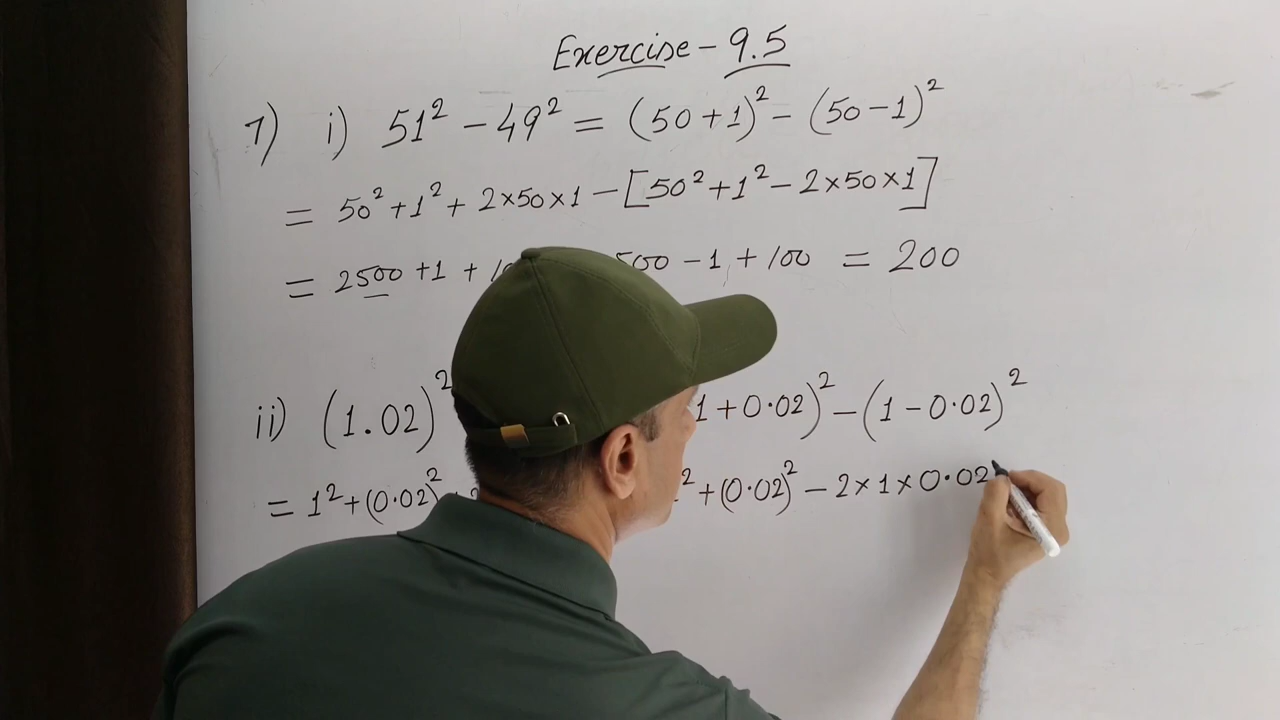 Exercise - 9.5
7) i) 51² - 49² = (50+1)² - (50-1)²
= 50² + 1² + 2×50×1 - [50² + 1² - 2×50×1]
= 2500 + 1 + 500 - 1 + 100 = 200
ii) (1.02)² 1 + 0.02)² - (1 - 0.02)²
= 1² + (0.02)² ² + (0.02)² - 2×1×0.02